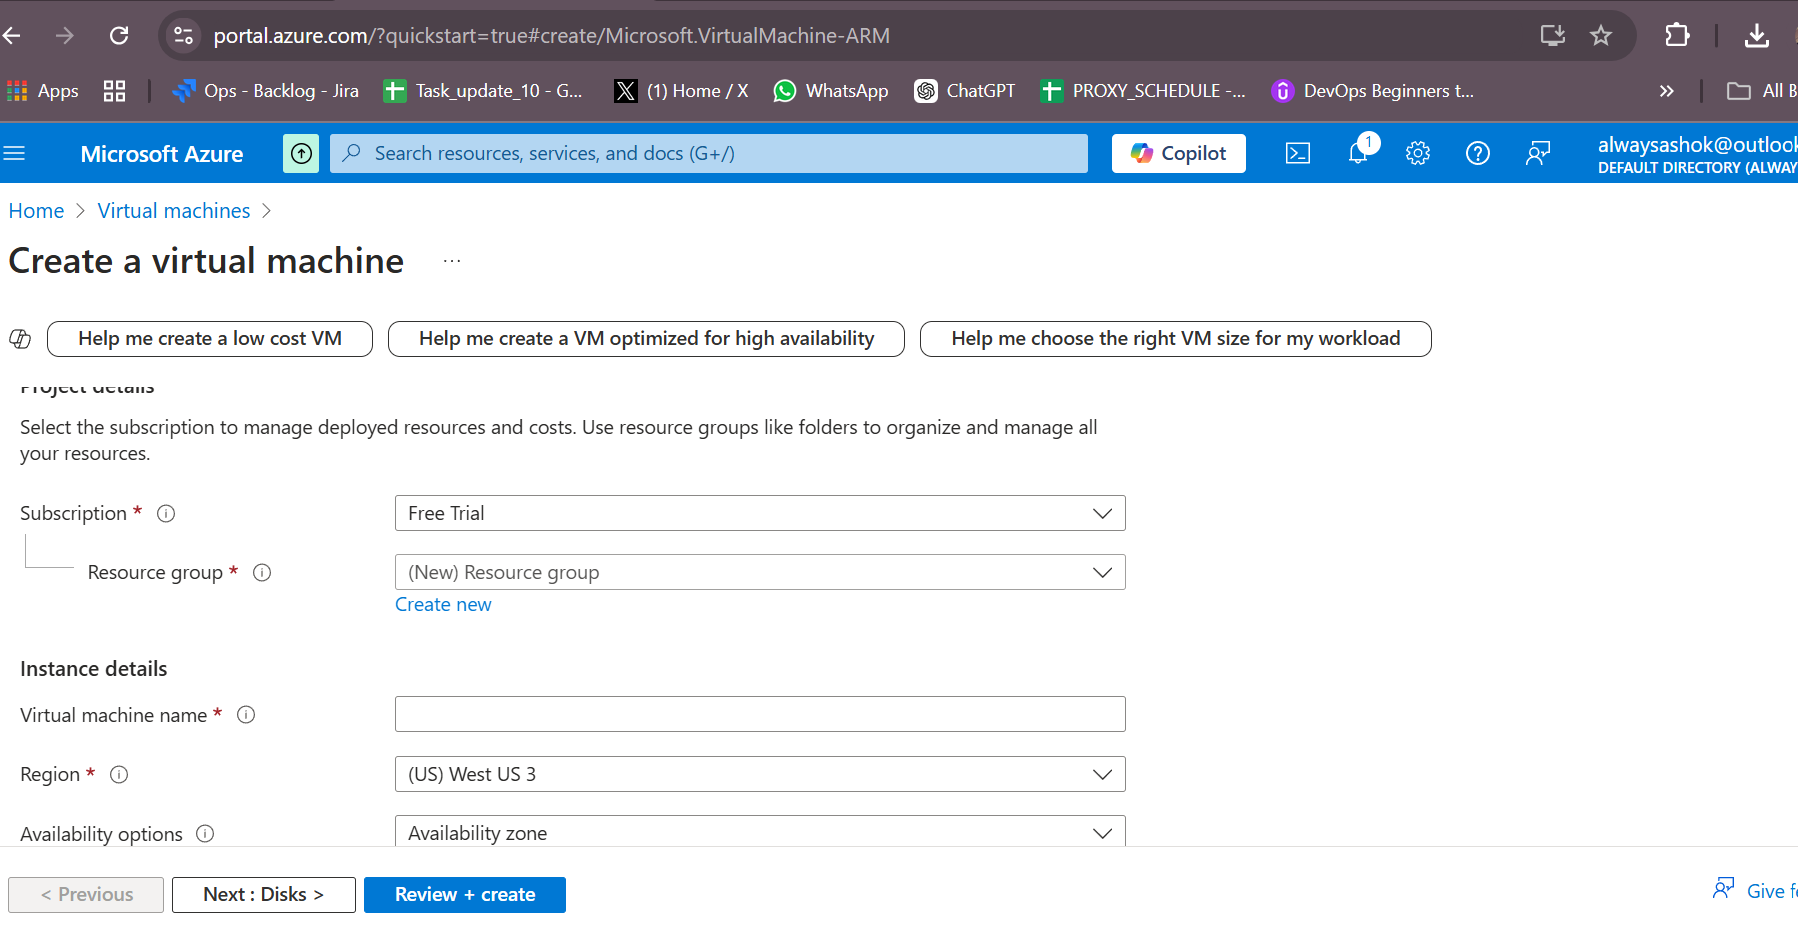 portal.azure.com/?quickstart=true#create/Microsoft.VirtualMachine-ARM
Apps Ops - Backlog - Jira Task_update_10 - G... (1) Home / X WhatsApp ChatGPT PROXY_SCHEDULE -... DevOps Beginners t... » All B
Microsoft Azure Search resources, services, and docs (G+/) Copilot 1 alwaysashok@outlook
DEFAULT DIRECTORY (ALWAY
Home > Virtual machines >
Create a virtual machine ...
Help me create a low cost VM Help me create a VM optimized for high availability Help me choose the right VM size for my workload
Project details
Select the subscription to manage deployed resources and costs. Use resource groups like folders to organize and manage all
your resources.
Subscription * Free Trial
Resource group * (New) Resource group
Create new
Instance details
Virtual machine name *
Region * (US) West US 3
Availability options Availability zone
< Previous Next : Disks > Review + create Give fe